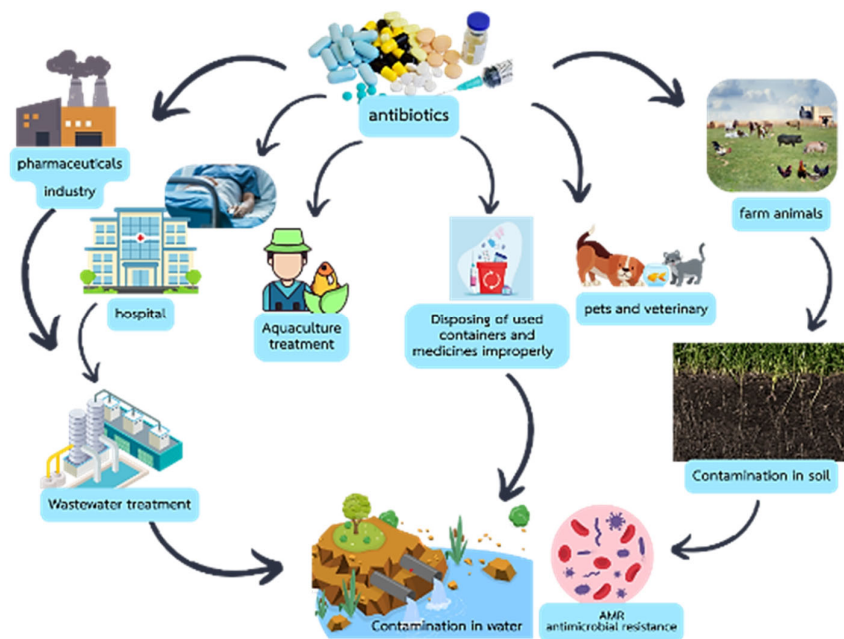 antibiotics
pharmaceuticals
industry
farm animals
hospital
Aquaculture
treatment
Disposing of used
containers and
medicines improperly
pets and veterinary
Contamination in soil
Wastewater treatment
Contamination in water
AMR
antimicrobial resistance